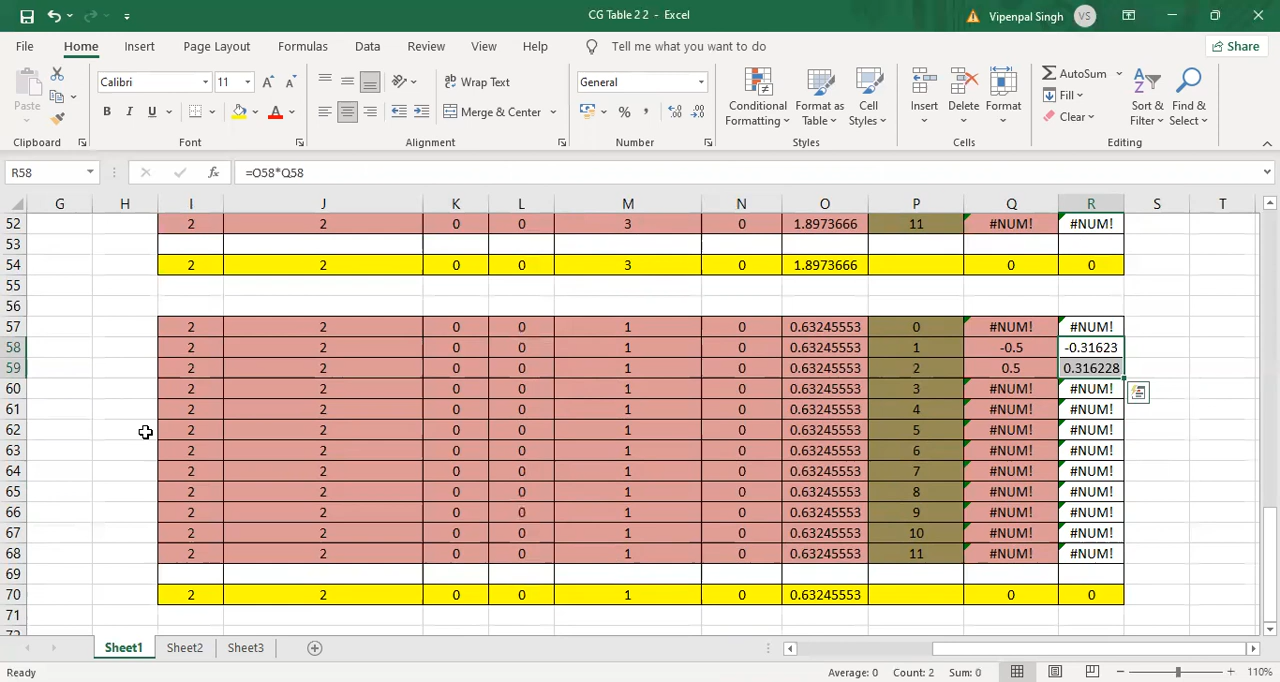 CG Table 2 2 - Excel
Vipenpal Singh VS
File Home Insert Page Layout Formulas Data Review View Help Tell me what you want to do Share
Paste Calibri 11 Wrap Text General Conditional Formatting Format as Table Cell Styles Insert Delete Format AutoSum Fill Clear Sort & Filter Find & Select
B I U A Merge & Center $ % ,
Clipboard Font Alignment Number Styles Cells Editing
R58 fx =O58*Q58
G H I J K L M N O P Q R S T
52 2 2 0 0 3 0 1.8973666 11 #NUM! #NUM!
53
54 2 2 0 0 3 0 1.8973666 0 0
55
56
57 2 2 0 0 1 0 0.63245553 0 #NUM! #NUM!
58 2 2 0 0 1 0 0.63245553 1 -0.5 -0.31623
59 2 2 0 0 1 0 0.63245553 2 0.5 0.316228
60 2 2 0 0 1 0 0.63245553 3 #NUM! #NUM!
61 2 2 0 0 1 0 0.63245553 4 #NUM! #NUM!
62 2 2 0 0 1 0 0.63245553 5 #NUM! #NUM!
63 2 2 0 0 1 0 0.63245553 6 #NUM! #NUM!
64 2 2 0 0 1 0 0.63245553 7 #NUM! #NUM!
65 2 2 0 0 1 0 0.63245553 8 #NUM! #NUM!
66 2 2 0 0 1 0 0.63245553 9 #NUM! #NUM!
67 2 2 0 0 1 0 0.63245553 10 #NUM! #NUM!
68 2 2 0 0 1 0 0.63245553 11 #NUM! #NUM!
69
70 2 2 0 0 1 0 0.63245553 0 0
71
Sheet1 Sheet2 Sheet3
Ready Average: 0 Count: 2 Sum: 0 110%